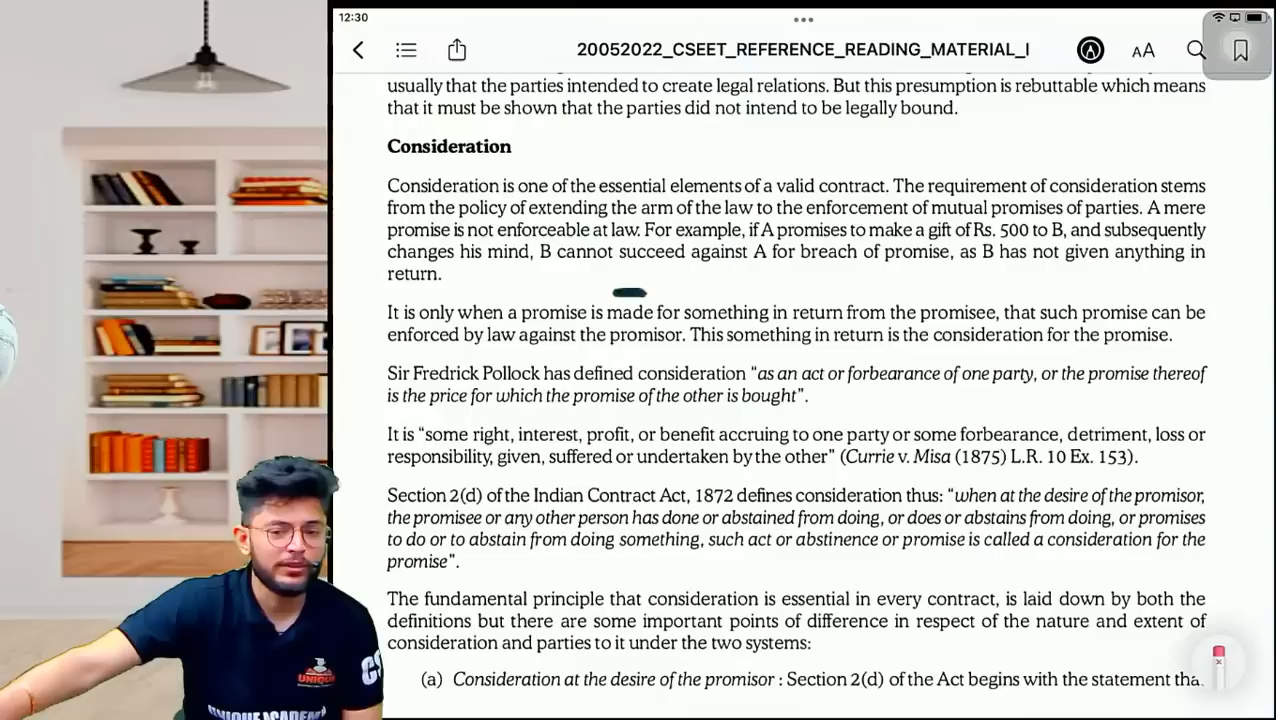 12:30
20052022_CSEET_REFERENCE_READING_MATERIAL_I
AA
usually that the parties intended to create legal relations. But this presumption is rebuttable which means
that it must be shown that the parties did not intend to be legally bound.
Consideration
Consideration is one of the essential elements of a valid contract. The requirement of consideration stems
from the policy of extending the arm of the law to the enforcement of mutual promises of parties. A mere
promise is not enforceable at law. For example, if A promises to make a gift of Rs. 500 to B, and subsequently
changes his mind, B cannot succeed against A for breach of promise, as B has not given anything in
return.
It is only when a promise is made for something in return from the promisee, that such promise can be
enforced by law against the promisor. This something in return is the consideration for the promise.
Sir Fredrick Pollock has defined consideration “as an act or forbearance of one party, or the promise thereof
is the price for which the promise of the other is bought”.
It is “some right, interest, profit, or benefit accruing to one party or some forbearance, detriment, loss or
responsibility, given, suffered or undertaken by the other” (Currie v. Misa (1875) L.R. 10 Ex. 153).
Section 2(d) of the Indian Contract Act, 1872 defines consideration thus: “when at the desire of the promisor,
the promisee or any other person has done or abstained from doing, or does or abstains from doing, or promises
to do or to abstain from doing something, such act or abstinence or promise is called a consideration for the
promise”.
The fundamental principle that consideration is essential in every contract, is laid down by both the
definitions but there are some important points of difference in respect of the nature and extent of
consideration and parties to it under the two systems:
(a) Consideration at the desire of the promisor : Section 2(d) of the Act begins with the statement tha
UNIQUE
CS
UNIQUE ACADEM